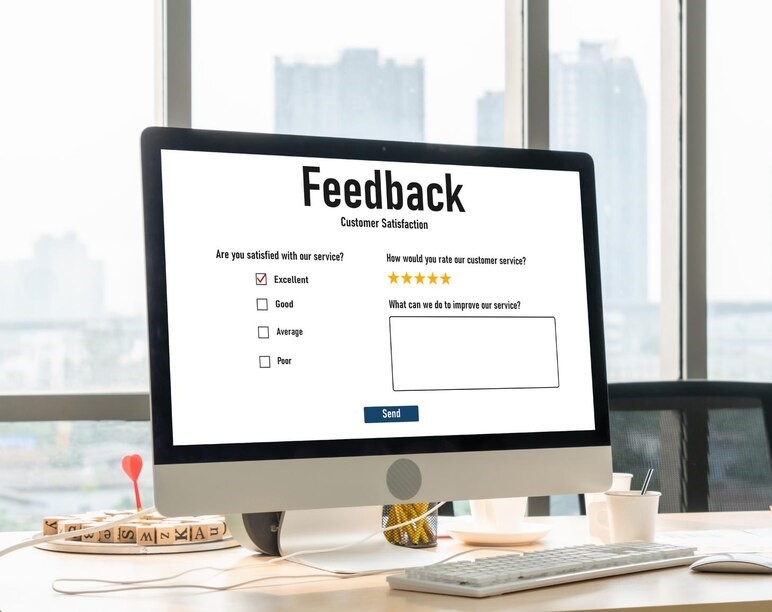 Feedback
Customer Satisfaction
Are you satisfied with our service?
Excellent
Good
Average
Poor
How would you rate our customer service?
What can we do to improve our service?
Send